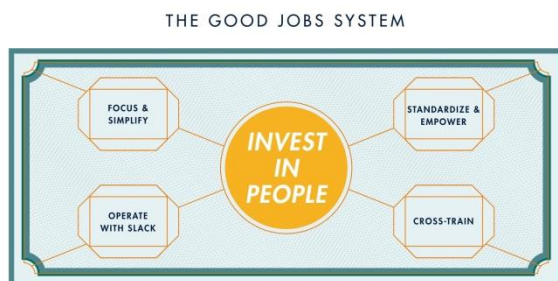 THE GOOD JOBS SYSTEM
FOCUS &
SIMPLIFY
STANDARDIZE &
EMPOWER
INVEST
IN
PEOPLE
OPERATE
WITH SLACK
CROSS-TRAIN